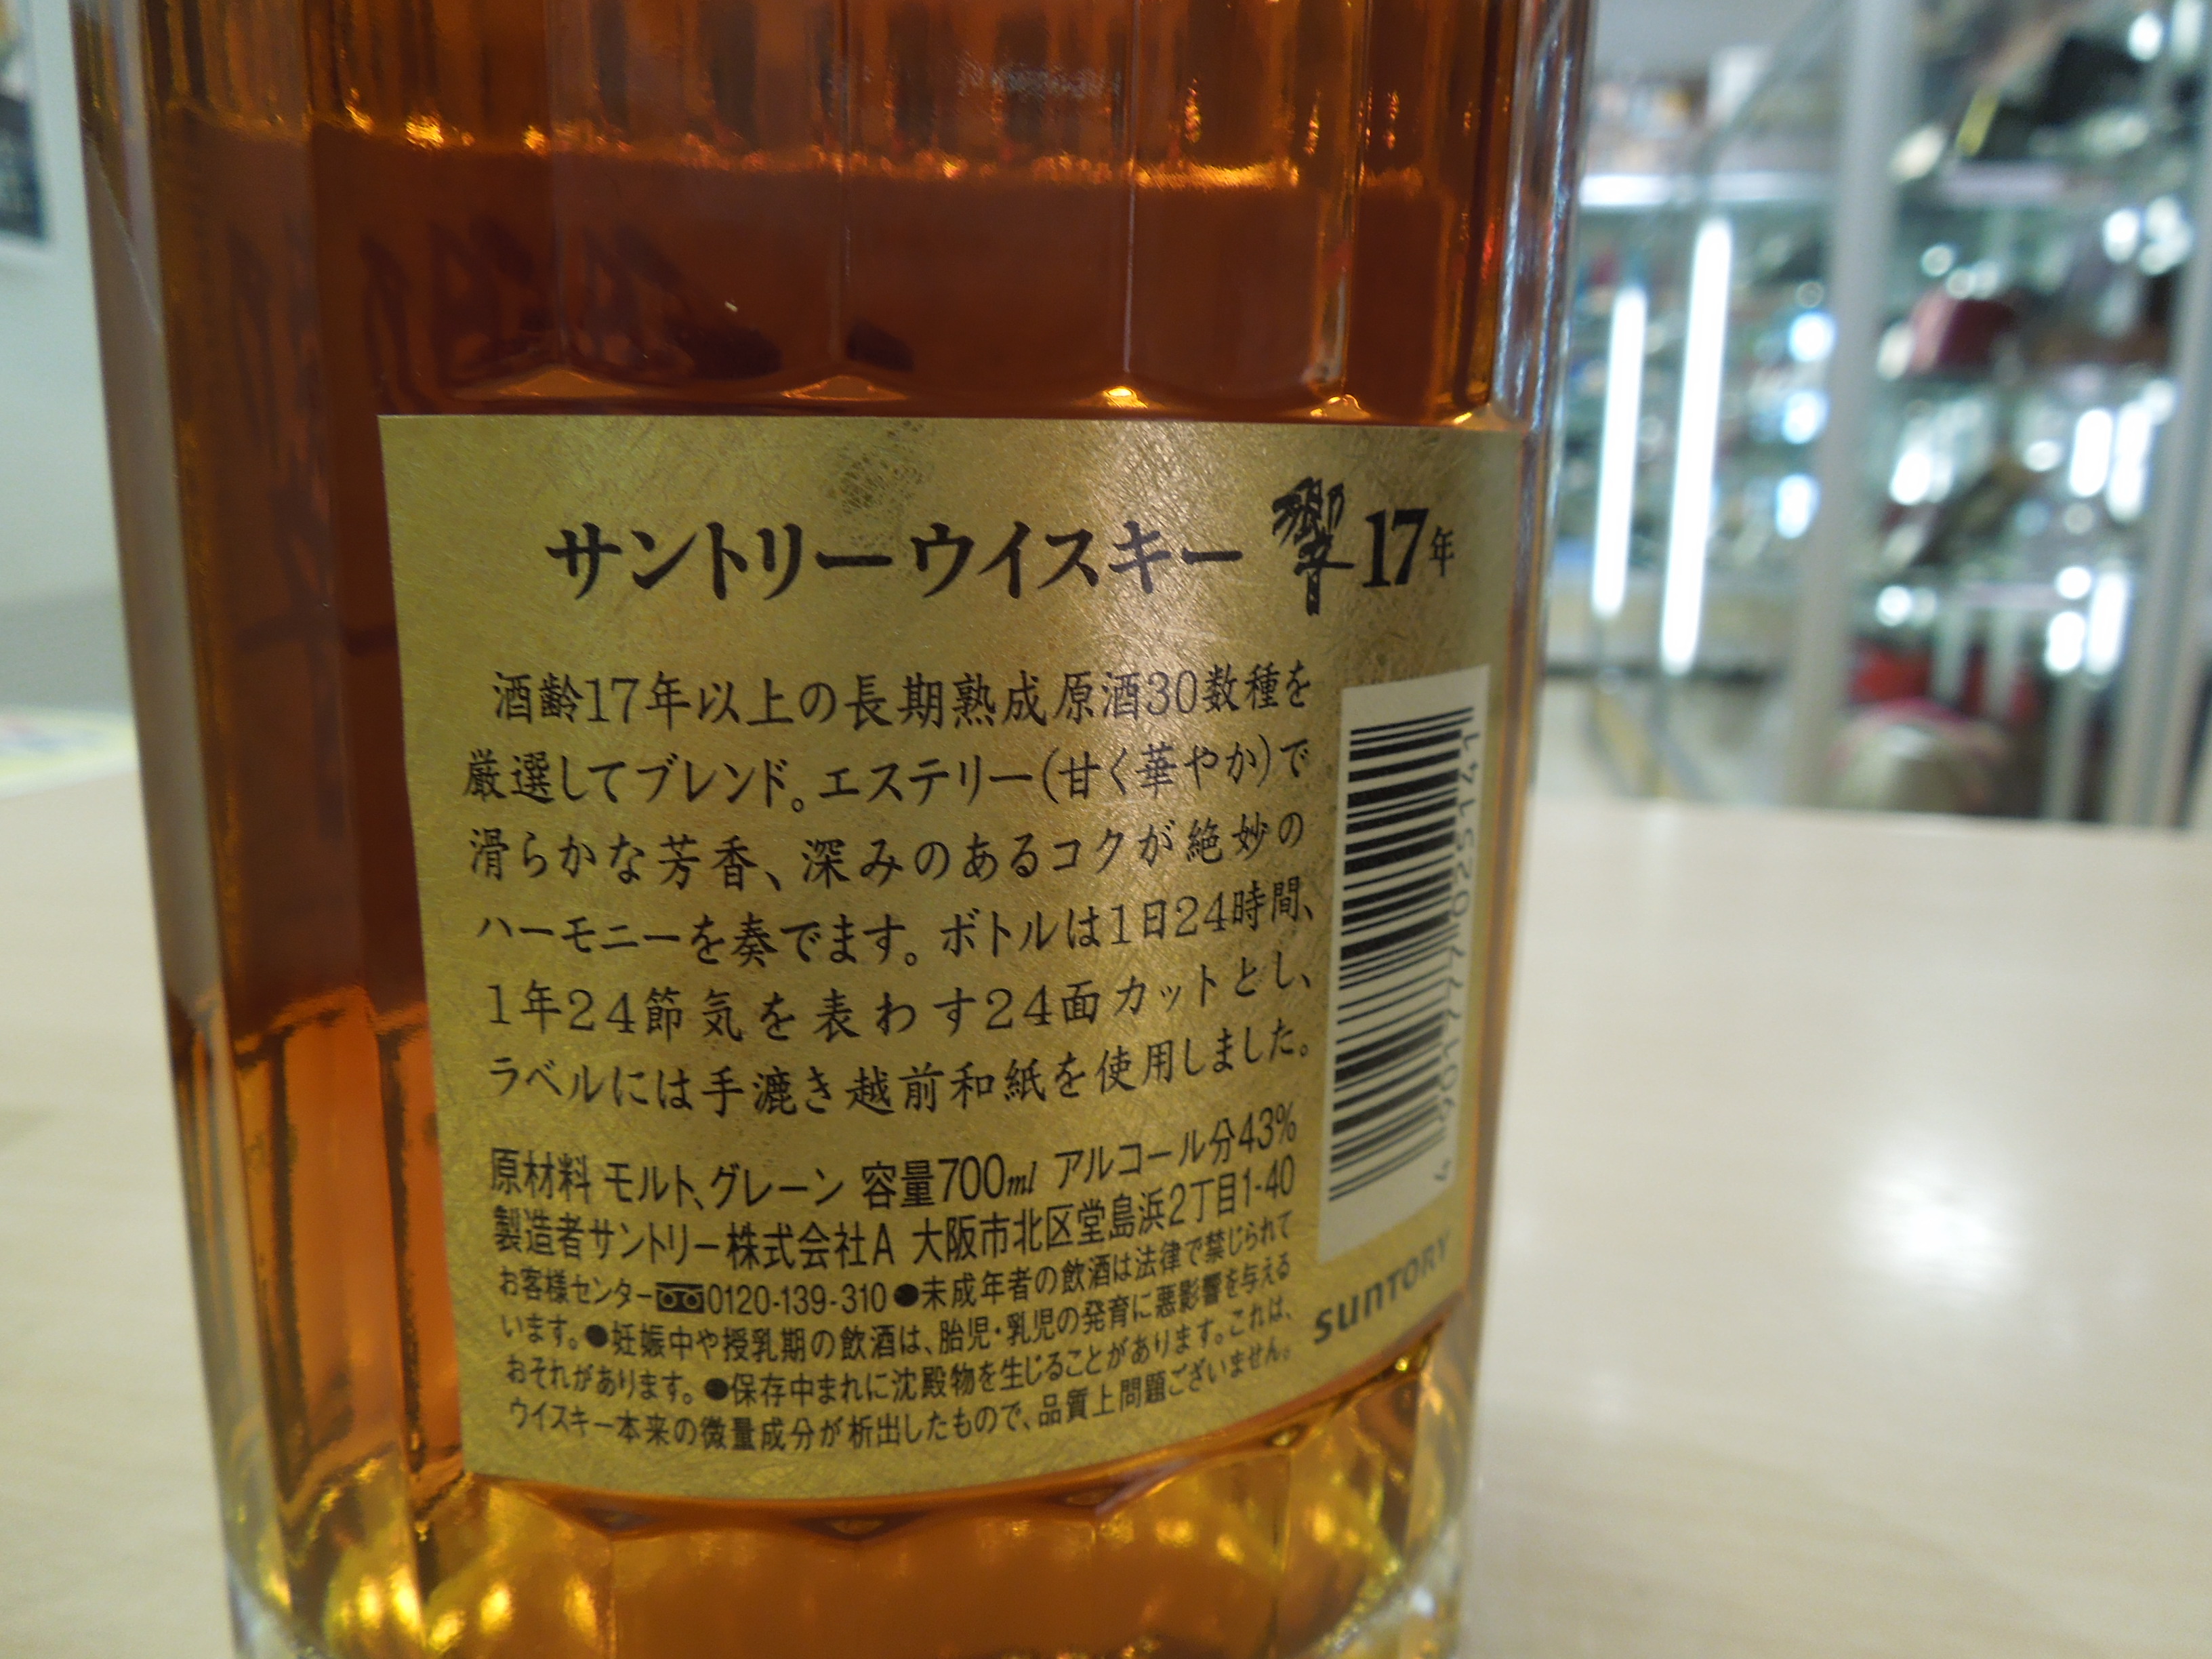 サントリーウイスキー 響17年
酒齢17年以上の長期熟成原酒30数種を
厳選してブレンド。エステリー(甘く華やか)で
滑らかな芳香、深みのあるコクが絶妙の
ハーモニーを奏でます。ボトルは1日24時間、
1年24節気を表わす24面カットとし、
ラベルには手漉き越前和紙を使用しました。
原材料 モルト、グレーン 容量700ml アルコール分43%
製造者サントリー株式会社A 大阪市北区堂島浜2丁目1-40
お客様センター0120-139-310●未成年者の飲酒は法律で禁じられて
います。●妊娠中や授乳期の飲酒は、胎児・乳児の発育に悪影響を与える
おそれがあります。●保存中まれに沈殿物を生じることがあります。これは、
ウイスキー本来の微量成分が析出したもので、品質上問題ございません。
4901777025141
SUNTORY